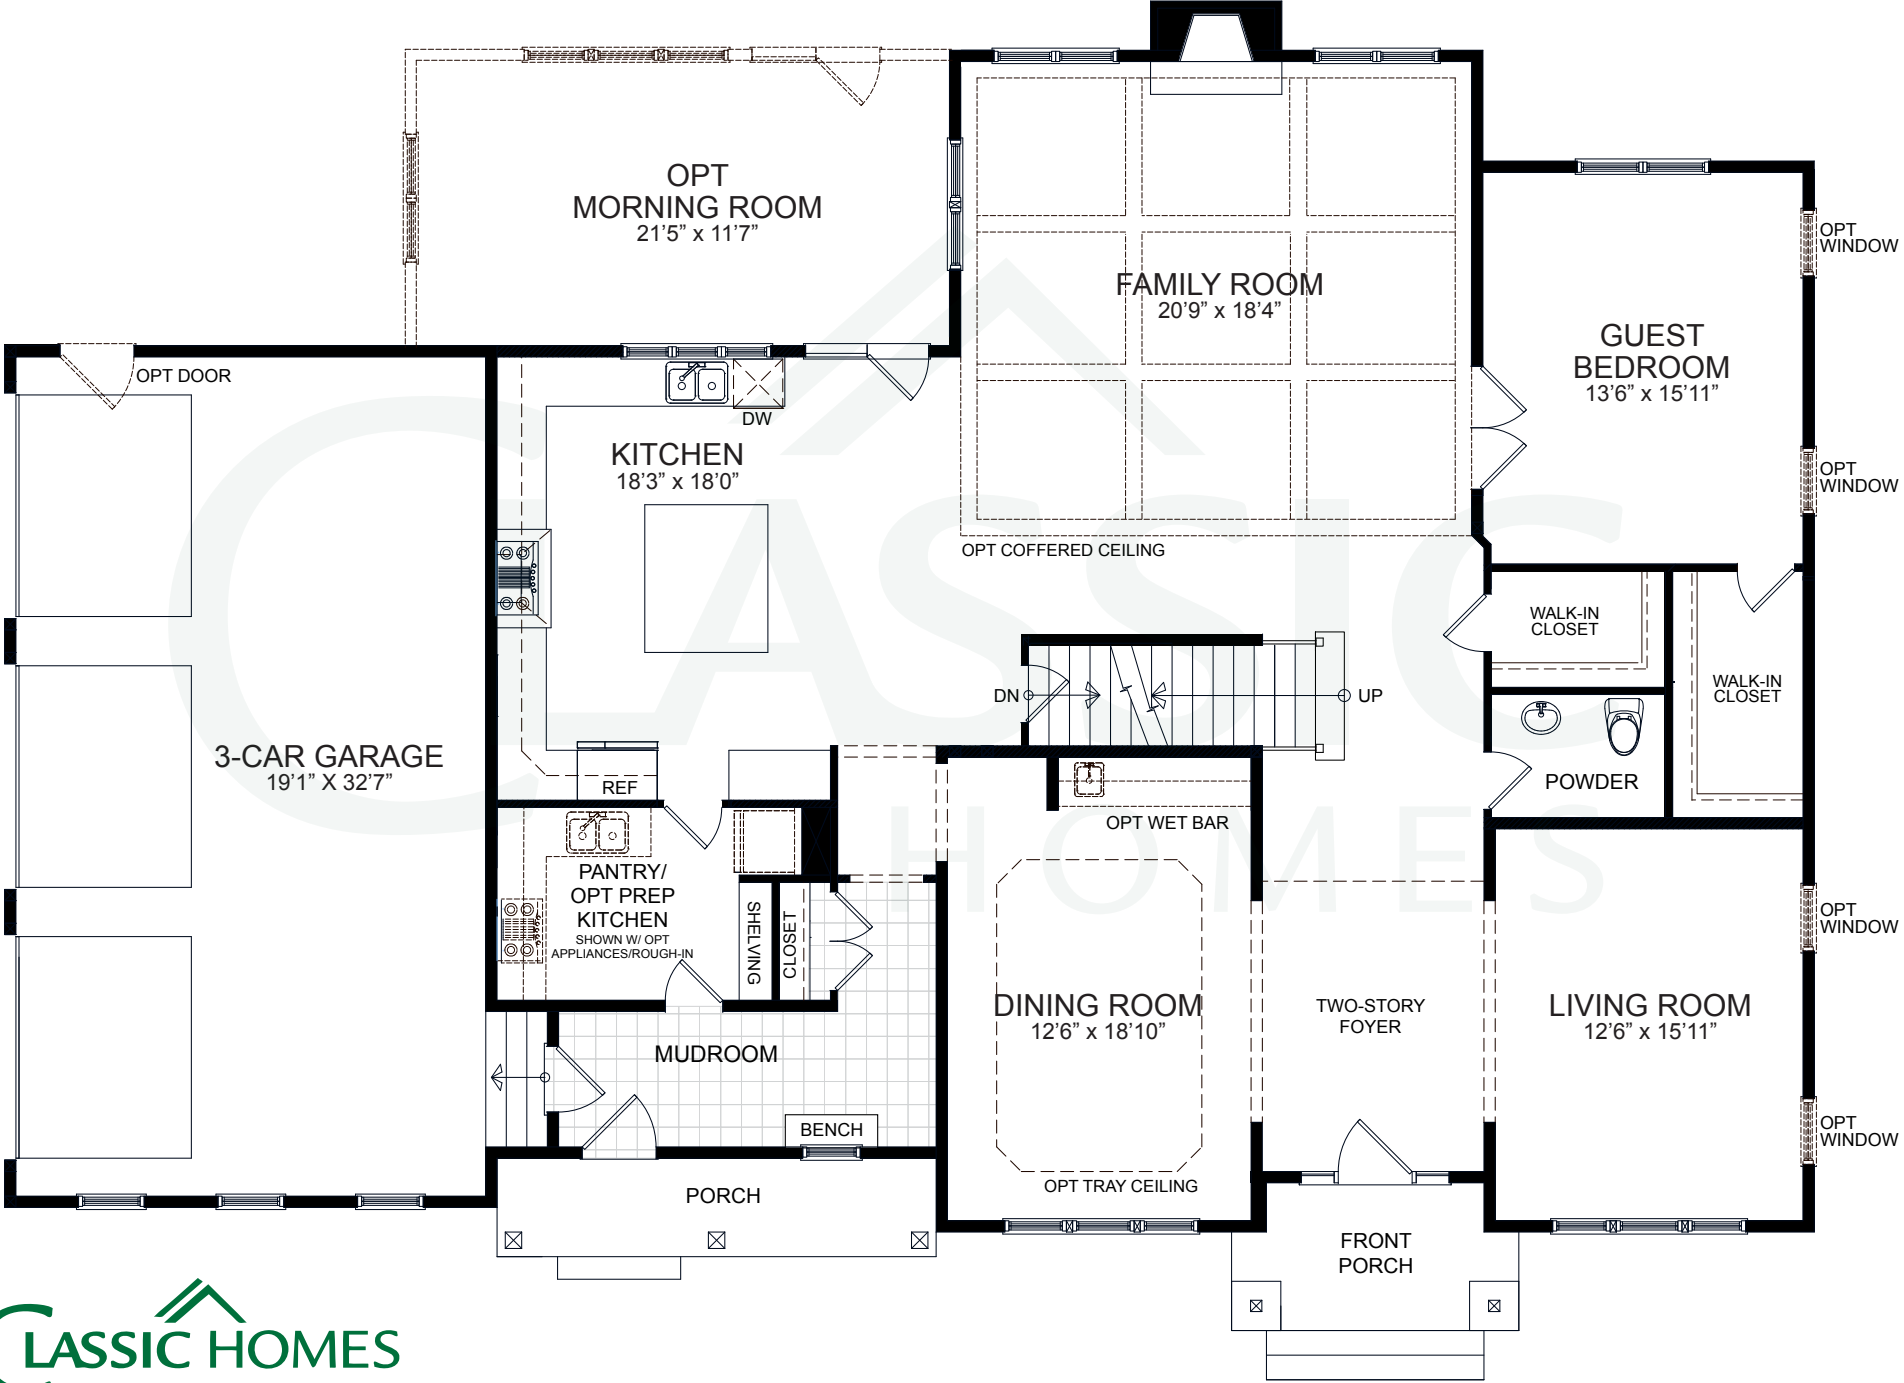 OPT
MORNING ROOM
21'5” x 11'7”
FAMILY ROOM
20'9” x 18'4”
OPT
WINDOW
GUEST
BEDROOM
13'6” x 15'11”
OPT DOOR
DW
KITCHEN
18'3” x 18'0”
OPT
WINDOW
OPT COFFERED CEILING
WALK-IN
CLOSET
WALK-IN
CLOSET
DN
UP
3-CAR GARAGE
19'1” X 32'7”
REF
POWDER
OPT WET BAR
PANTRY/
OPT PREP
KITCHEN
SHOWN W/ OPT
APPLIANCES/ROUGH-IN
SHELVING
CLOSET
OPT
WINDOW
DINING ROOM
12'6” x 18'10”
TWO-STORY
FOYER
LIVING ROOM
12'6” x 15'11”
MUDROOM
BENCH
OPT
WINDOW
PORCH
OPT TRAY CEILING
FRONT
PORCH
CLASSIC
HOMES
CLASSIC HOMES